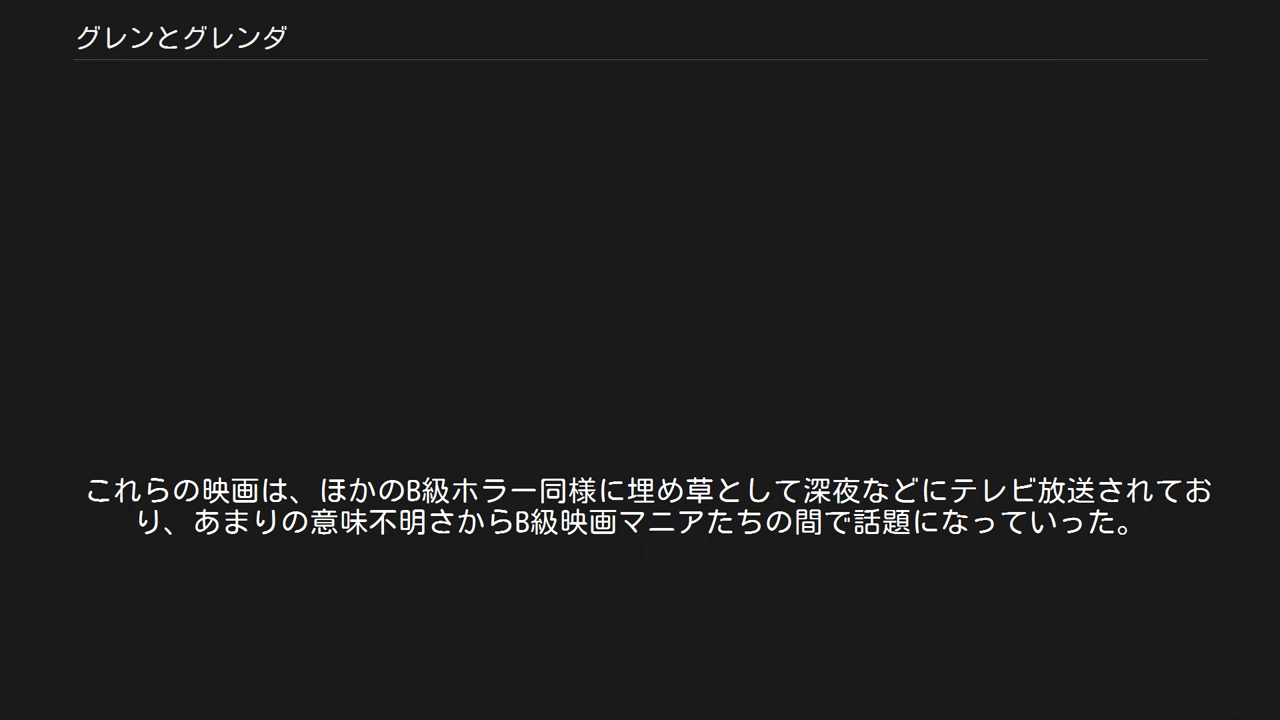 グレンとグレンダ
これらの映画は、ほかのB級ホラー同様に埋め草として深夜などにテレビ放送されてお
り、あまりの意味不明さからB級映画マニアたちの間で話題になっていった。